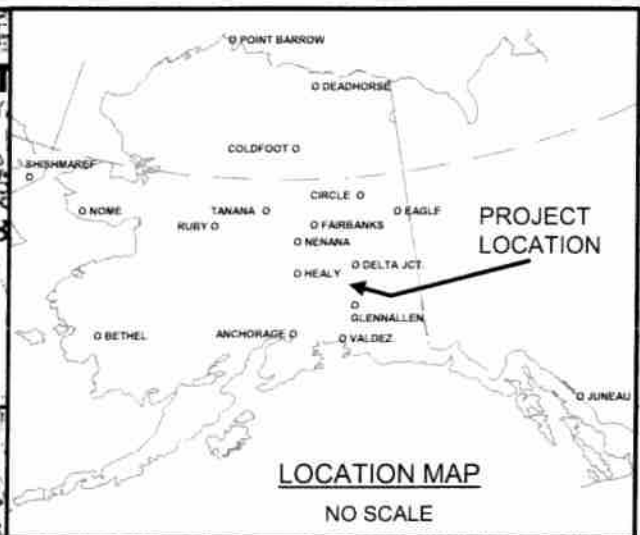 POINT BARROW
DEADHORSE
COLDFOOT
SHISHMAREF
CIRCLE
NOME
TANANA
EAGLE
RUBY
FAIRBANKS
NENANA
PROJECT
LOCATION
HEALY
DELTA JCT.
GLENNALLEN
BETHEL
ANCHORAGE
VALDEZ
JUNEAU
LOCATION MAP
NO SCALE